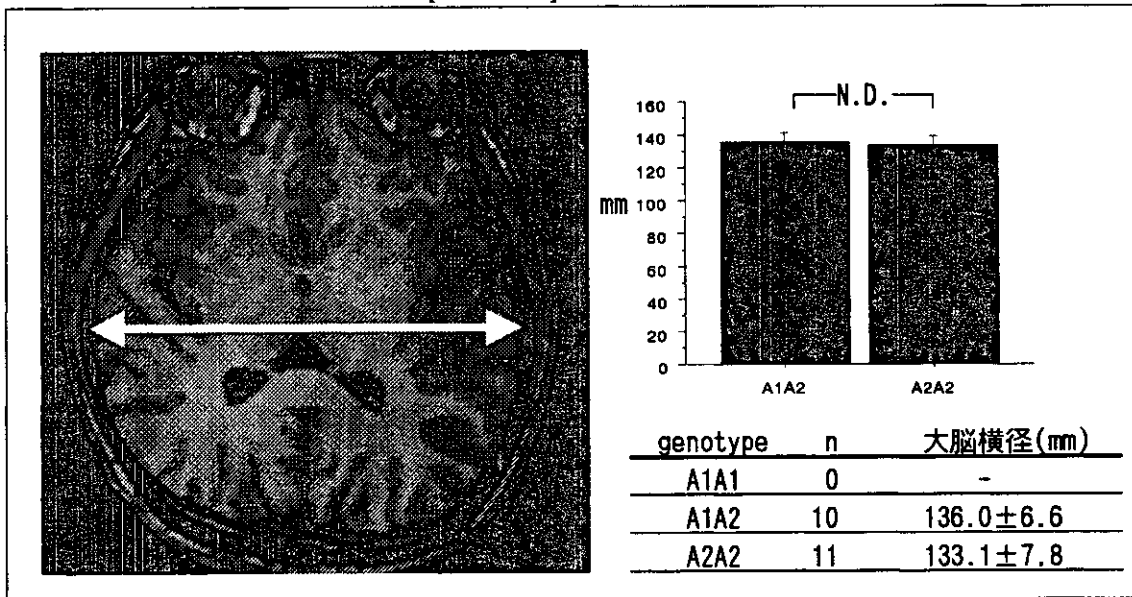 N.D.
160
140
120
mm 100
80
60
40
20
0
A1A2 A2A2
genotype n 大脳横径(mm)
A1A1 0 -
A1A2 10 136.0±6.6
A2A2 11 133.1±7.8